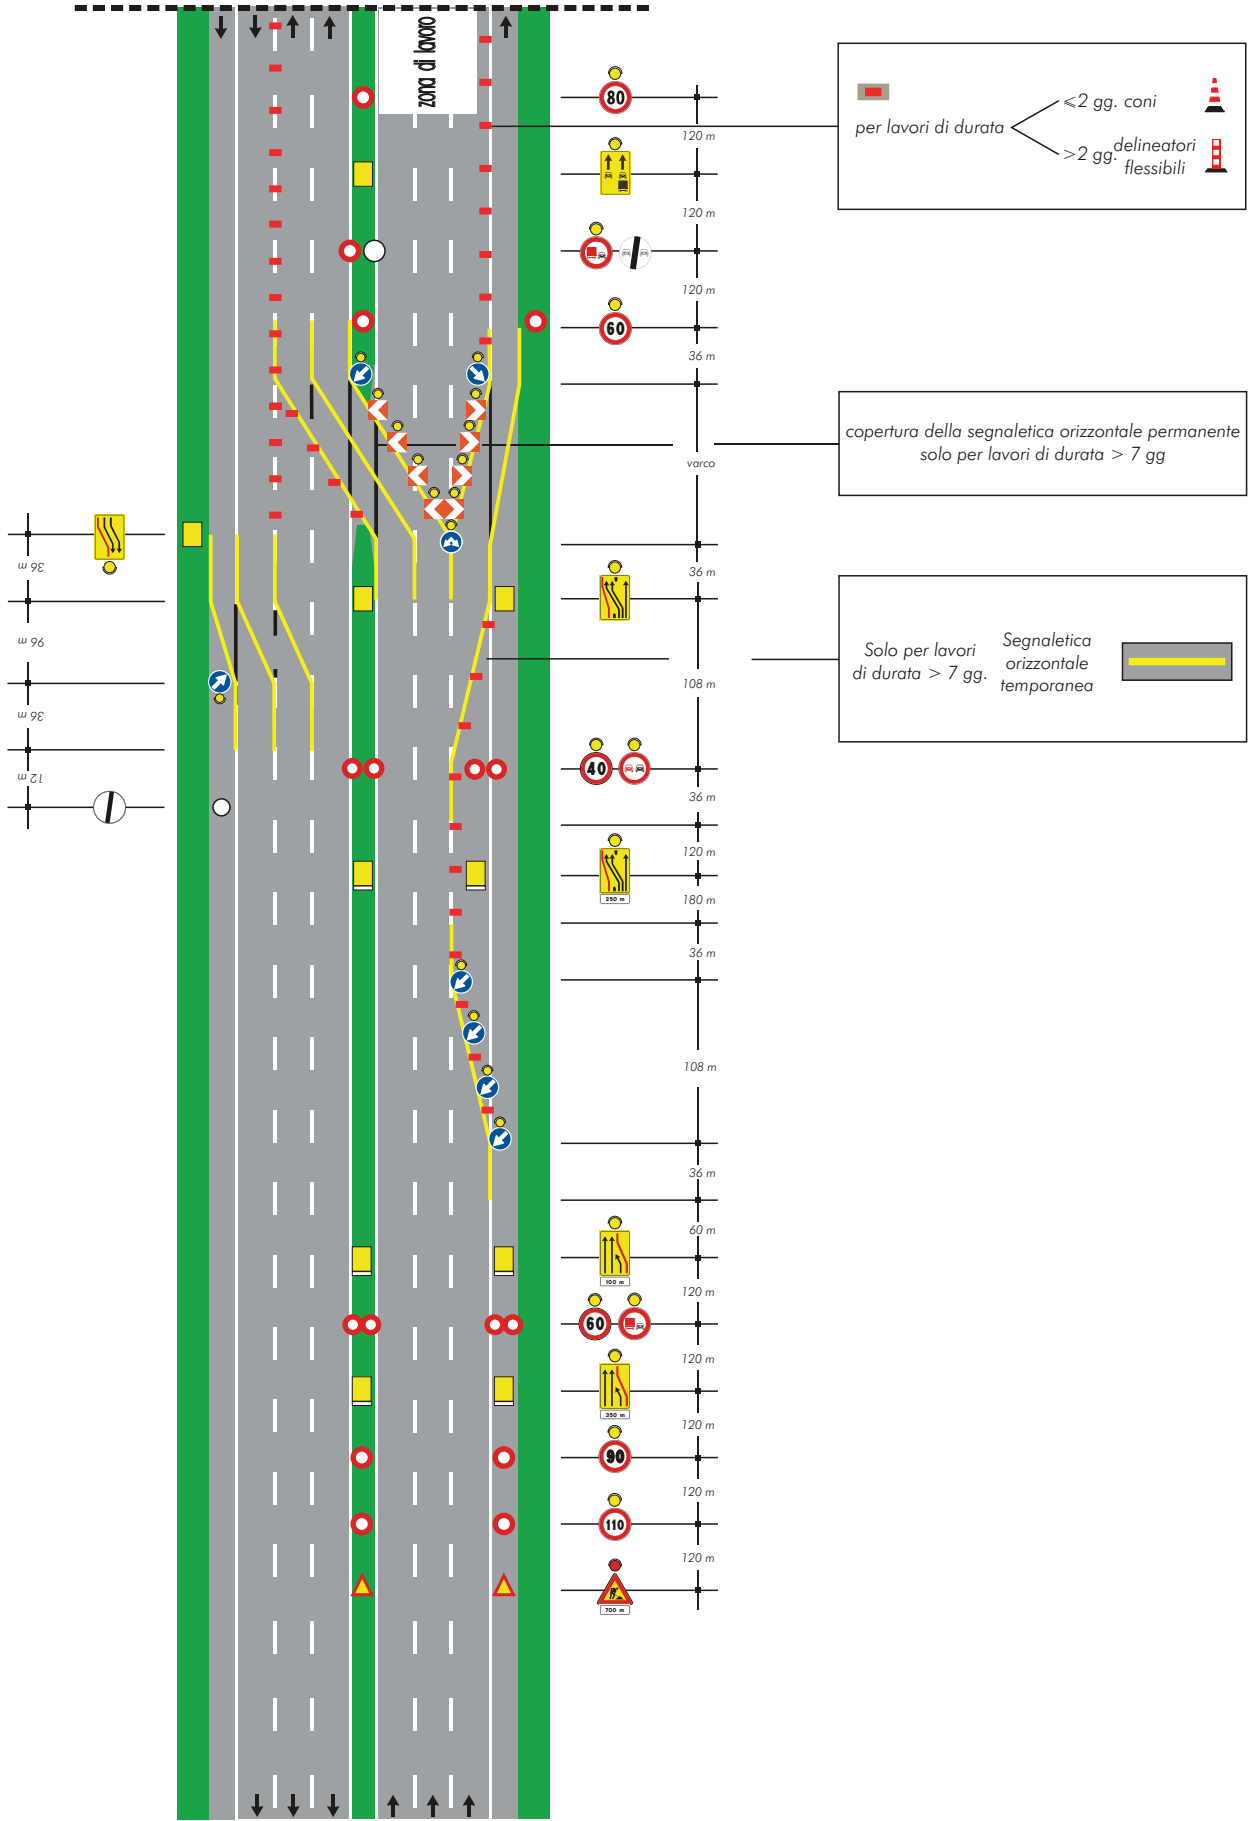 zona di lavoro
80
120 m
per lavori di durata
⩽2 gg. coni
>2 gg.
delineatori
flessibili
120 m
120 m
60
36 m
copertura della segnaletica orizzontale permanente
solo per lavori di durata > 7 gg
varco
36 m
36 m
96 m
36 m
12 m
Solo per lavori
di durata > 7 gg.
Segnaletica
orizzontale
temporanea
108 m
40
36 m
120 m
250 m
180 m
36 m
108 m
36 m
60 m
100 m
120 m
60
120 m
350 m
120 m
90
120 m
110
120 m
700 m